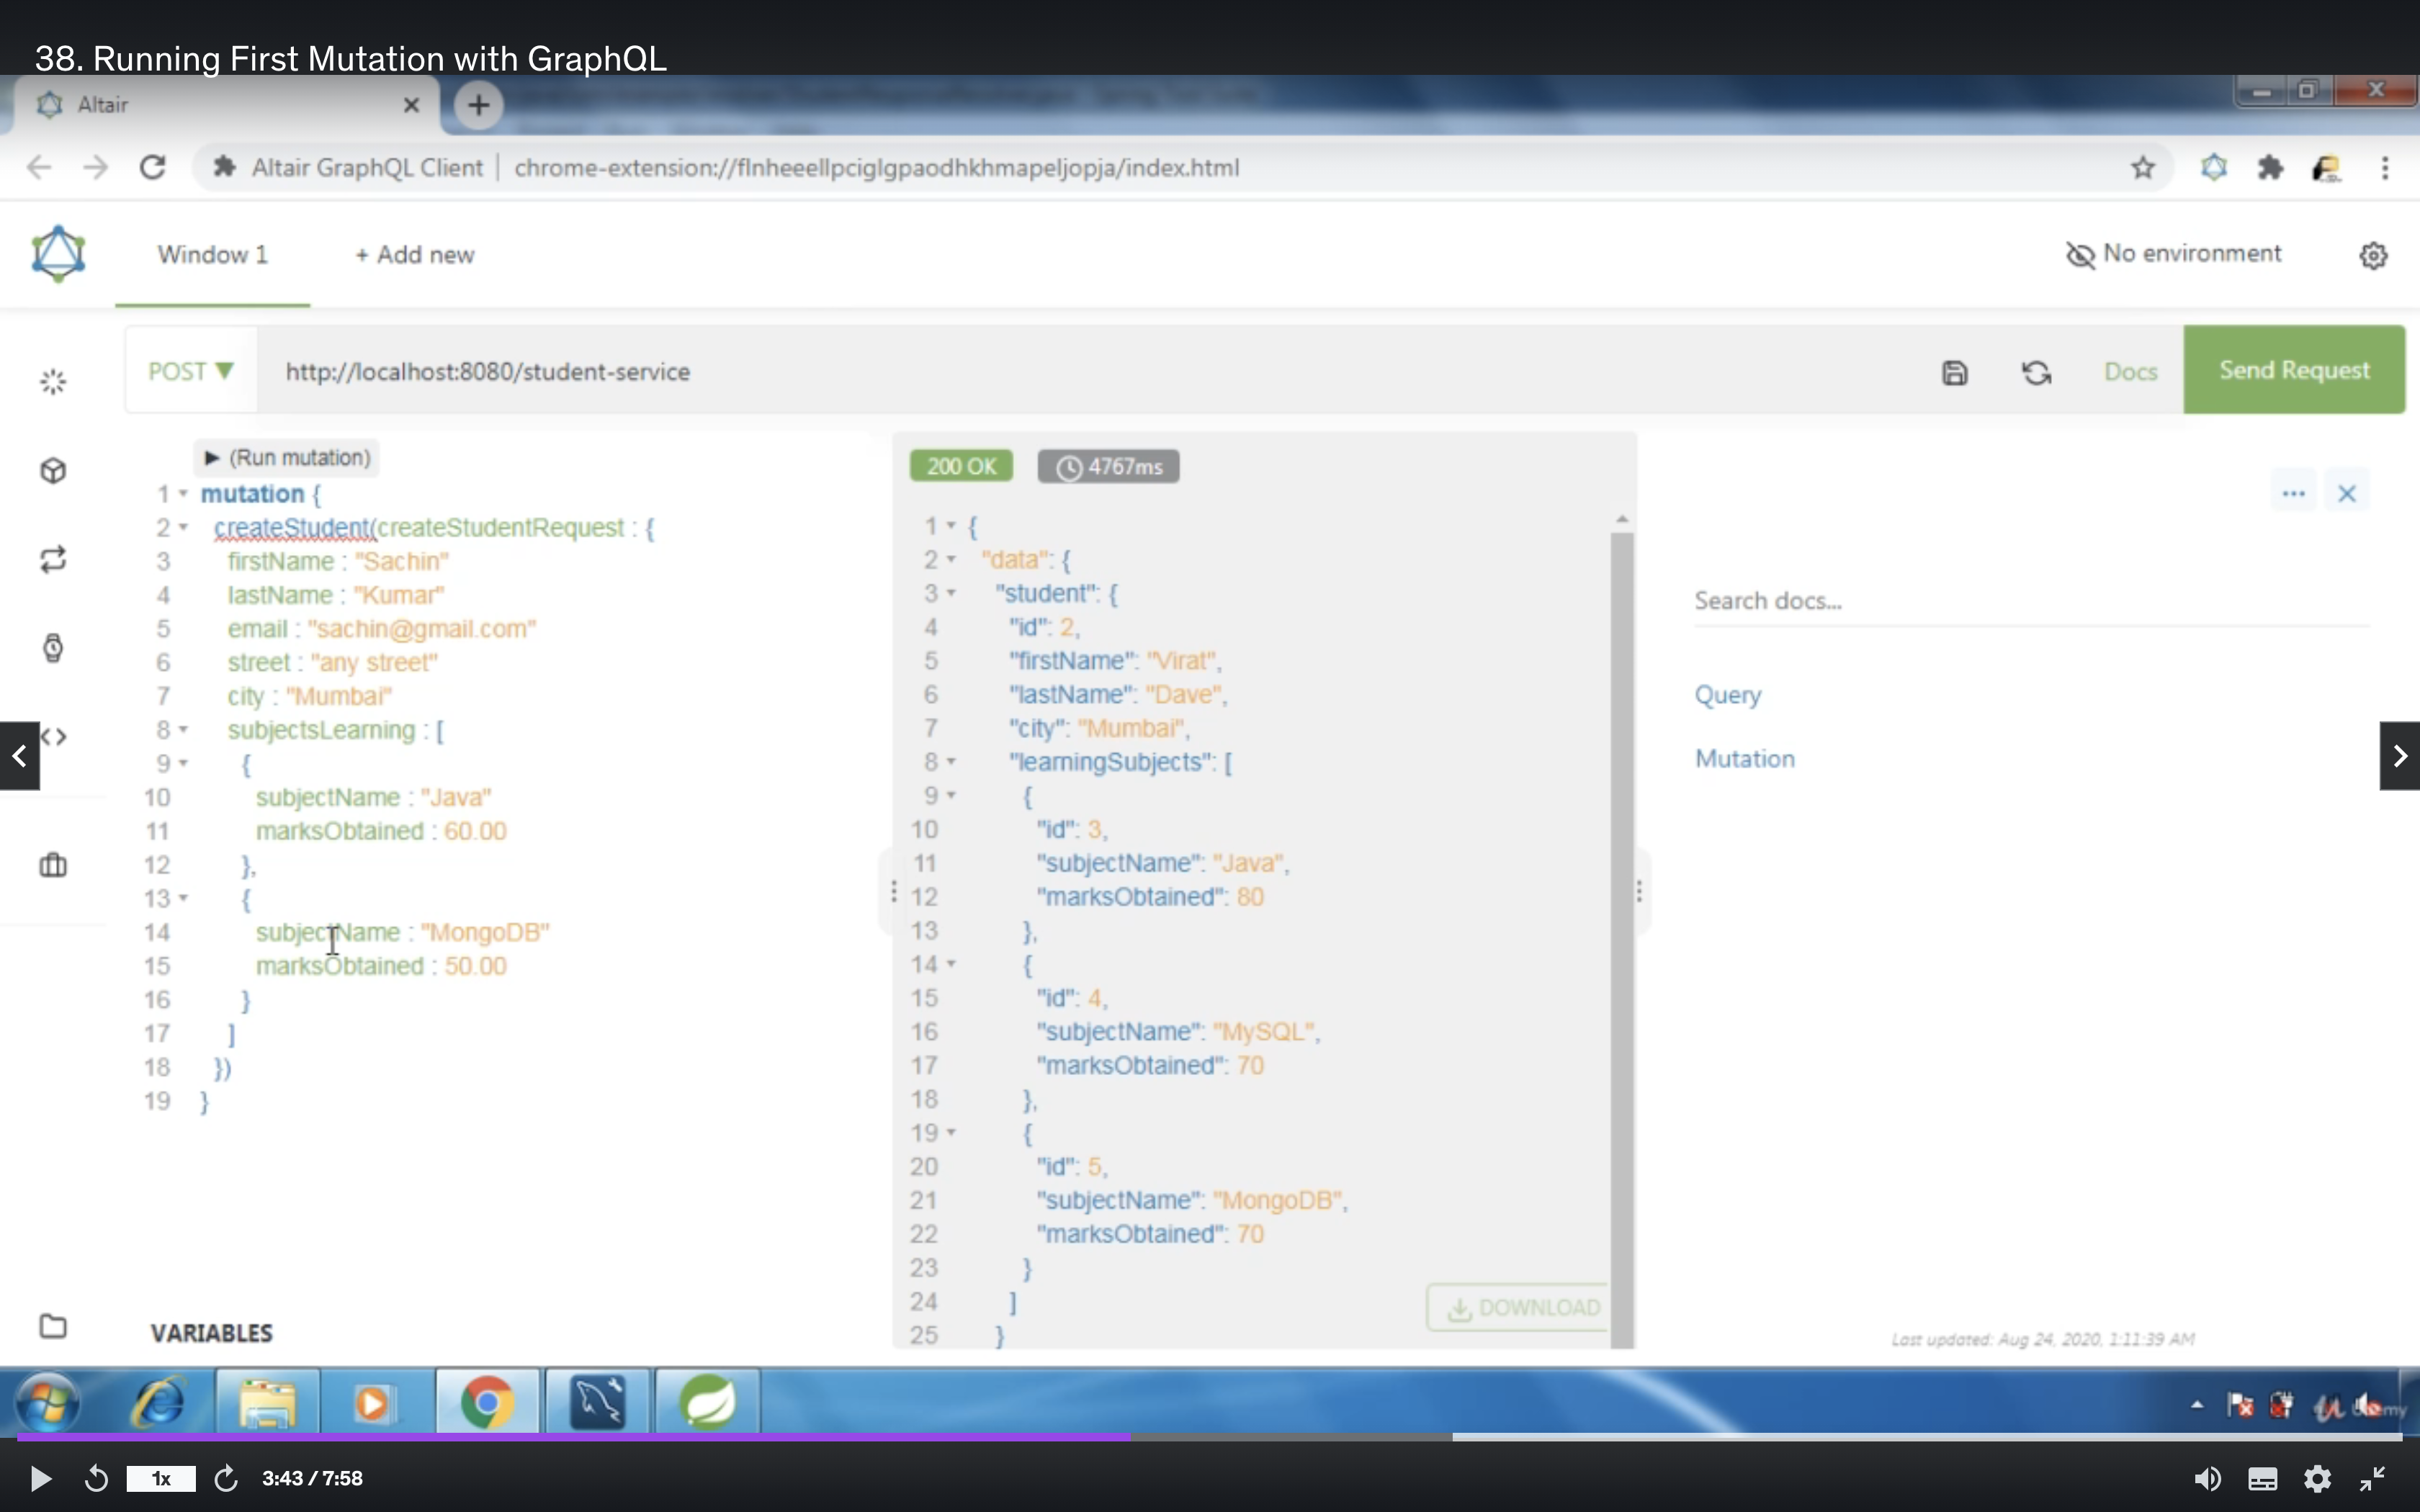 38. Running First Mutation with GraphQL
Altair
Altair GraphQL Client | chrome-extension://flnheeellpciglgpaodhkhmapeljopja/index.html
Window 1
+ Add new
No environment
POST
http://localhost:8080/student-service
Docs
Send Request
(Run mutation)
1 mutation {
2 createStudent(createStudentRequest : {
3 firstName : "Sachin"
4 lastName : "Kumar"
5 email : "sachin@gmail.com"
6 street : "any street"
7 city : "Mumbai"
8 subjectsLearning : [
9 {
10 subjectName : "Java"
11 marksObtained : 60.00
12 },
13 {
14 subjectName : "MongoDB"
15 marksObtained : 50.00
16 }
17 ]
18 })
19 }
VARIABLES
200 OK
4767ms
1 {
2 "data": {
3 "student": {
4 "id": 2,
5 "firstName": "Virat",
6 "lastName": "Dave",
7 "city": "Mumbai",
8 "learningSubjects": [
9 {
10 "id": 3,
11 "subjectName": "Java",
12 "marksObtained": 80
13 },
14 {
15 "id": 4,
16 "subjectName": "MySQL",
17 "marksObtained": 70
18 },
19 {
20 "id": 5,
21 "subjectName": "MongoDB",
22 "marksObtained": 70
23 }
24 ]
25 }
DOWNLOAD
Search docs...
Query
Mutation
Last updated: Aug 24, 2020, 1:11:39 AM
1x
3:43 / 7:58